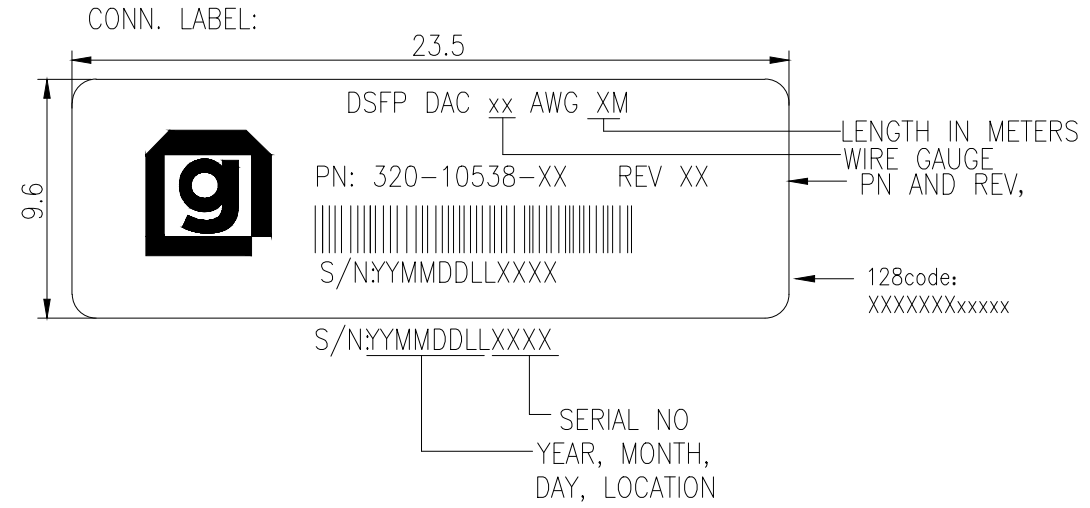 CONN. LABEL:
23.5
DSFP DAC xx AWG XM
LENGTH IN METERS
WIRE GAUGE
9.6
g
PN: 320-10538-XX REV XX
PN AND REV,
S/N:YYMMDDLLXXXX
128code:
XXXXXXXxxxxx
S/N:YYMMDDLLXXXX
SERIAL NO
YEAR, MONTH,
DAY, LOCATION